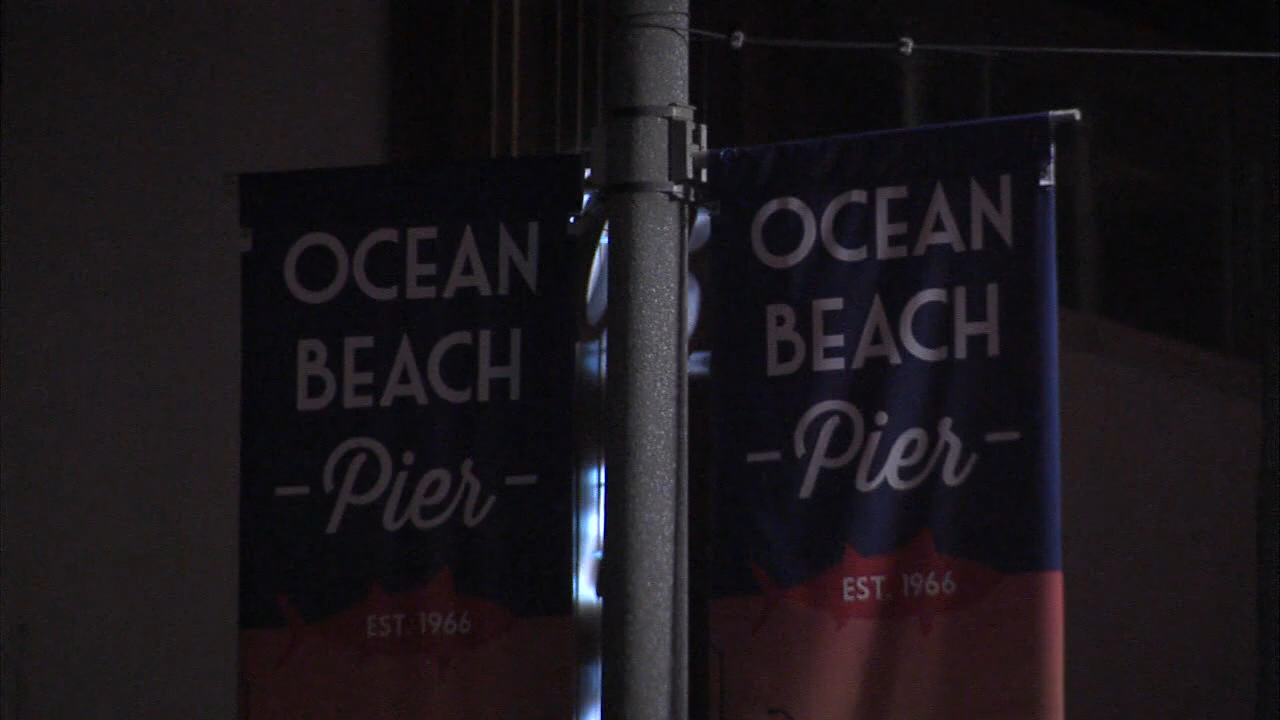 OCEAN
BEACH
- Pier -
EST. 1966
OCEAN
BEACH
- Pier -
EST. 1966